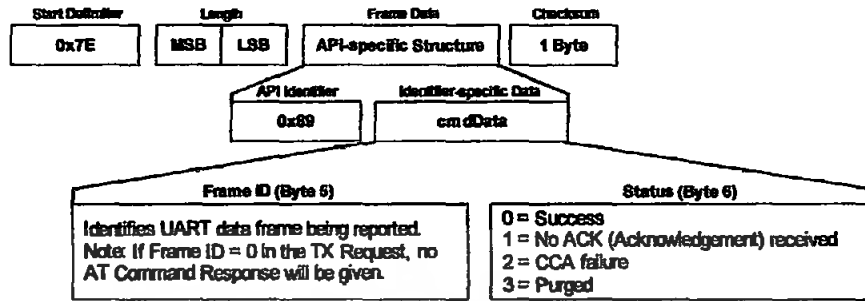 Start Delimiter Length Frame Data Checksum
0x7E MSB LSB API-specific Structure 1 Byte
API Identifier Identifier-specific Data
0x89 cmdData
Frame ID (Byte 5) Status (Byte 6)
Identifies UART data frame being reported.
Note: If Frame ID = 0 in the TX Request, no
AT Command Response will be given.
0 = Success
1 = No ACK (Acknowledgement) received
2 = CCA failure
3 = Purged